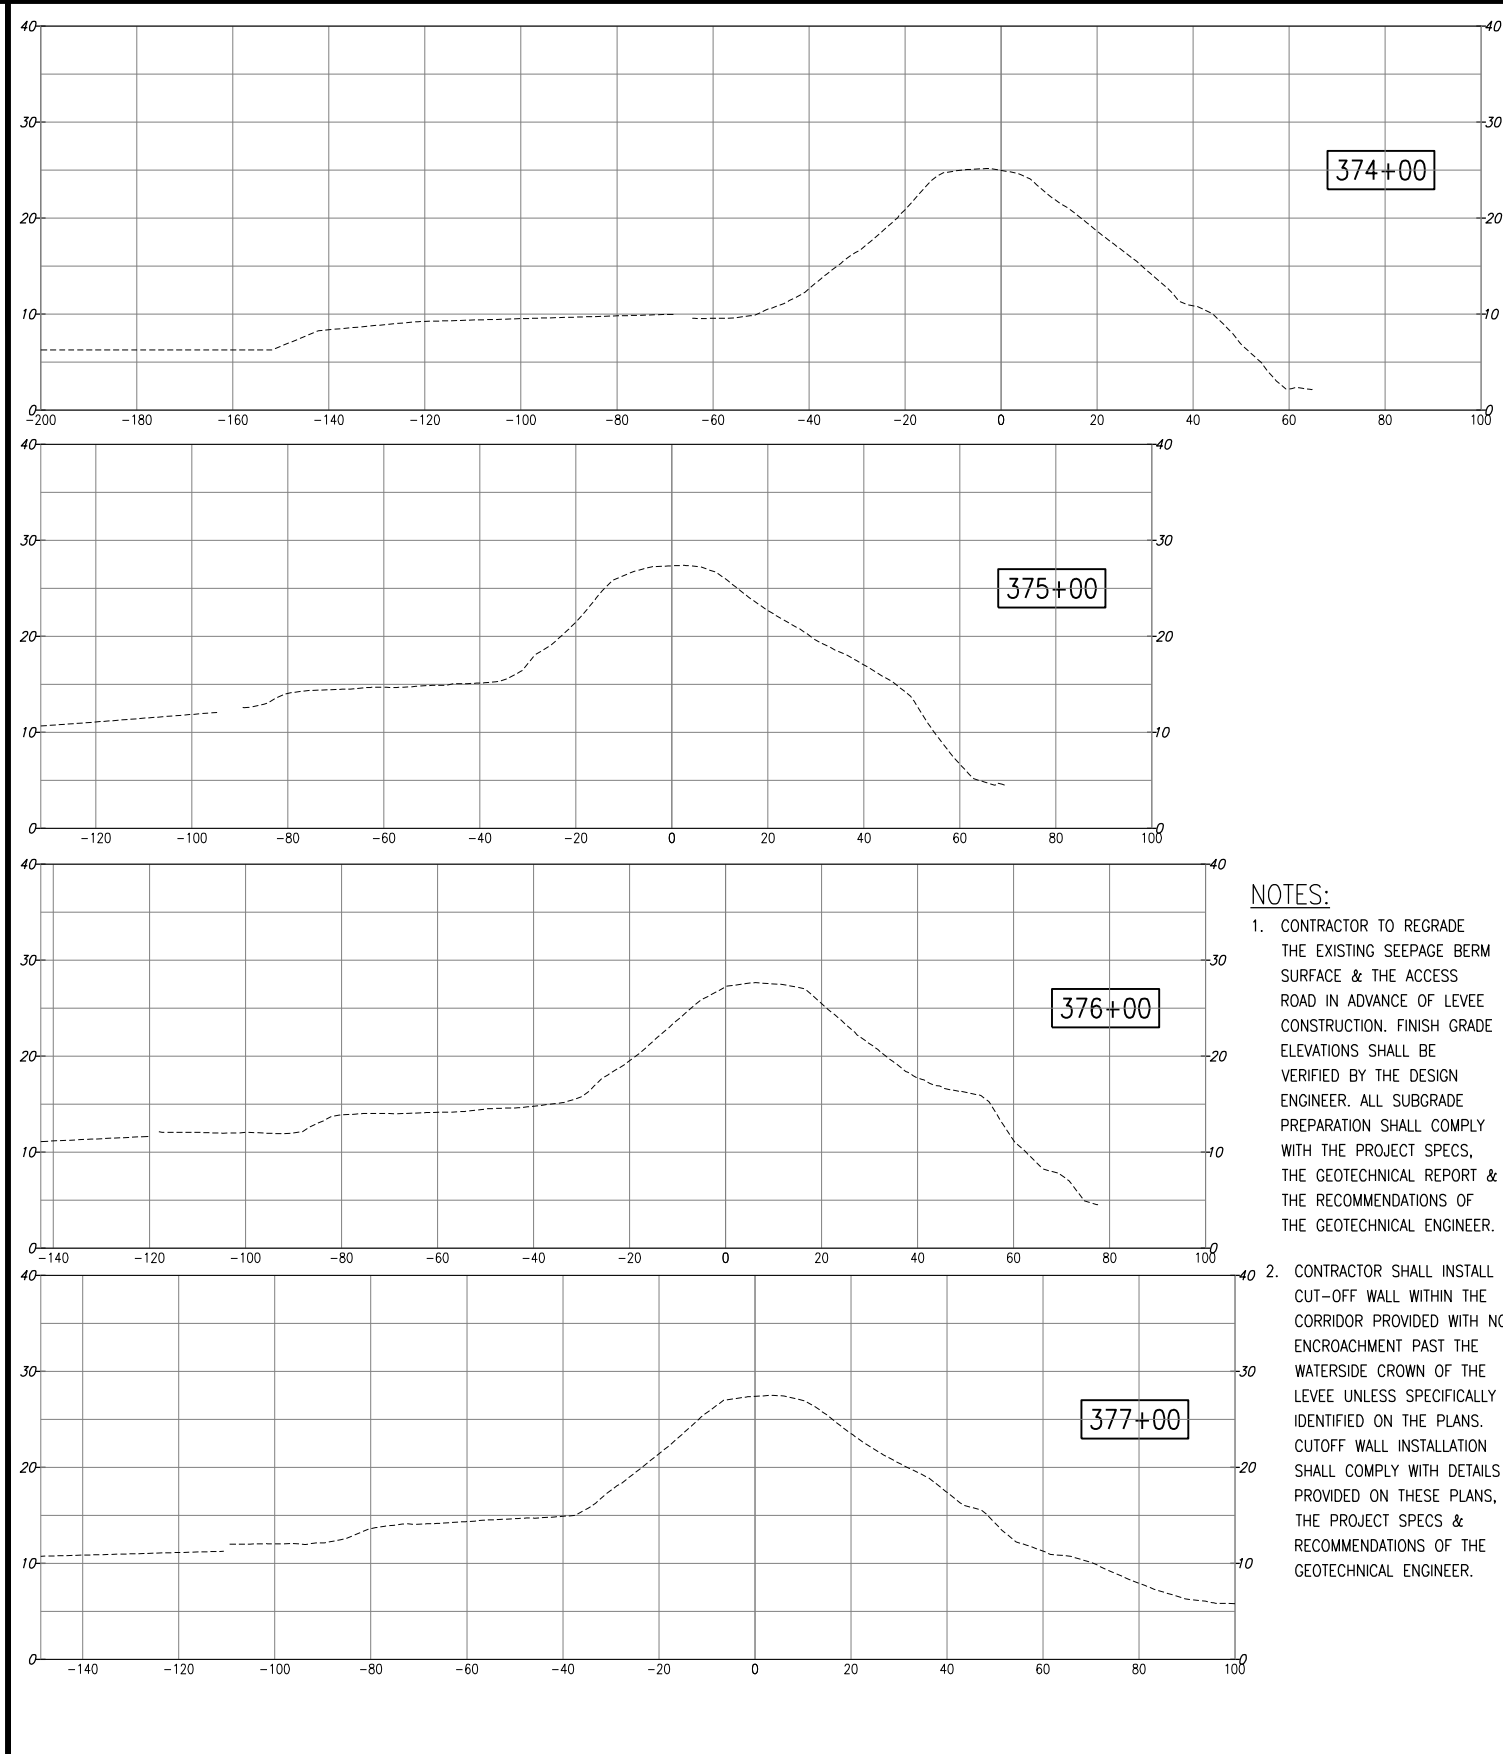 40 40
30 30
374+00
20 20
10 10
0 0
-200 -180 -160 -140 -120 -100 -80 -60 -40 -20 0 20 40 60 80 100
40 40
30 30
375+00
20 20
10 10
0 0
-120 -100 -80 -60 -40 -20 0 20 40 60 80 100
40 40
30 30
376+00
20 20
10 10
0 0
-140 -120 -100 -80 -60 -40 -20 0 20 40 60 80 100
40 40
30 30
377+00
20 20
10 10
0 0
-140 -120 -100 -80 -60 -40 -20 0 20 40 60 80 100
NOTES:
1. CONTRACTOR TO REGRADE
THE EXISTING SEEPAGE BERM
SURFACE & THE ACCESS
ROAD IN ADVANCE OF LEVEE
CONSTRUCTION. FINISH GRADE
ELEVATIONS SHALL BE
VERIFIED BY THE DESIGN
ENGINEER. ALL SUBGRADE
PREPARATION SHALL COMPLY
WITH THE PROJECT SPECS,
THE GEOTECHNICAL REPORT &
THE RECOMMENDATIONS OF
THE GEOTECHNICAL ENGINEER.
2. CONTRACTOR SHALL INSTALL
CUT-OFF WALL WITHIN THE
CORRIDOR PROVIDED WITH NO
ENCROACHMENT PAST THE
WATERSIDE CROWN OF THE
LEVEE UNLESS SPECIFICALLY
IDENTIFIED ON THE PLANS.
CUTOFF WALL INSTALLATION
SHALL COMPLY WITH DETAILS
PROVIDED ON THESE PLANS,
THE PROJECT SPECS &
RECOMMENDATIONS OF THE
GEOTECHNICAL ENGINEER.